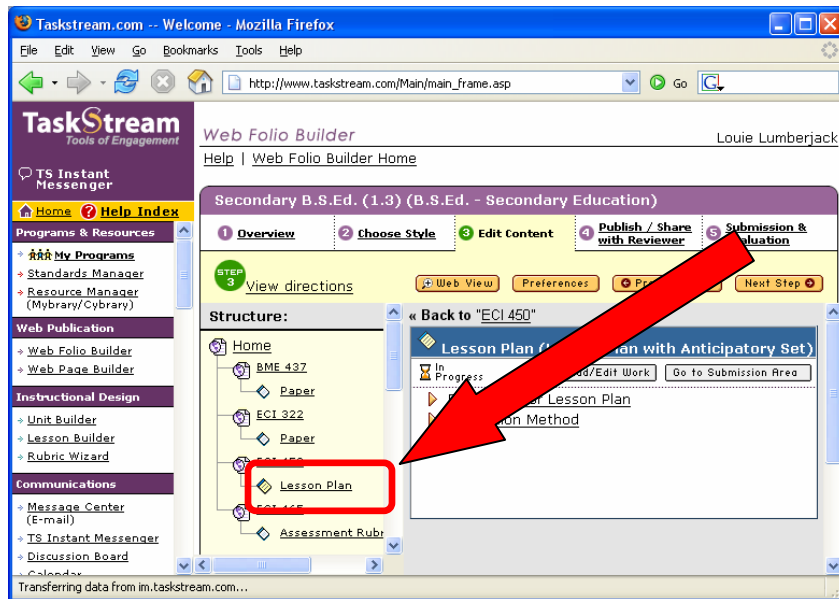 Taskstream.com -- Welcome - Mozilla Firefox
File Edit View Go Bookmarks Tools Help
http://www.taskstream.com/Main/main_frame.asp Go G
TaskStream
Tools of Engagement
TS Instant
Messenger
Home ? Help Index
Programs & Resources
My Programs
Standards Manager
Resource Manager
(Mybrary/Cybrary)
Web Publication
Web Folio Builder
Web Page Builder
Instructional Design
Unit Builder
Lesson Builder
Rubric Wizard
Communications
Message Center
(E-mail)
TS Instant Messenger
Discussion Board
Calendar
Web Folio Builder
Louie Lumberjack
Help | Web Folio Builder Home
Secondary B.S.Ed. (1.3) (B.S.Ed. - Secondary Education)
1 Overview
2 Choose Style
3 Edit Content
4 Publish / Share
with Reviewer
5 Submission &
STEP
3
View directions
Web View Preferences Next Step
Structure:
Home
BME 437
Paper
ECI 322
Paper
Lesson Plan
Assessment Rubr
« Back to "ECI 450"
Lesson Plan ( Plan with Anticipatory Set)
In
Progress
/Edit Work Go to Submission Area
Lesson Plan
Method
Transferring data from im.taskstream.com...